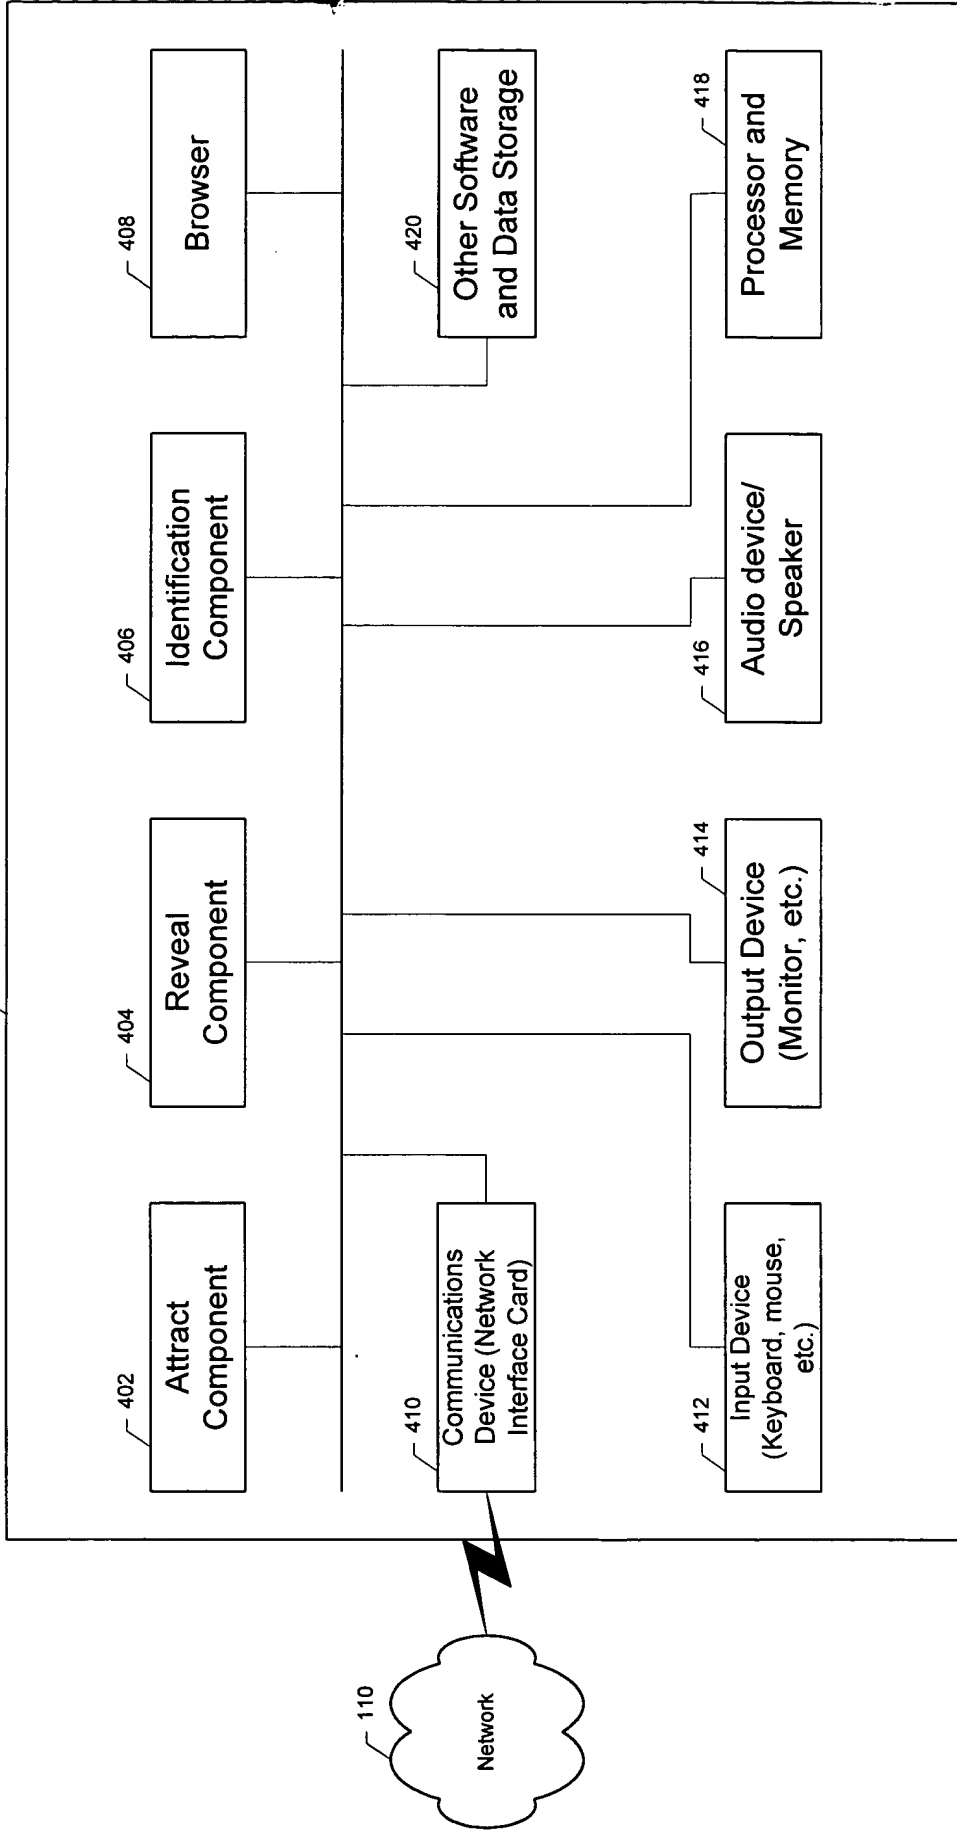 402
Attract
Component
404
Reveal
Component
406
Identification
Component
408
Browser
110
Network
410
Communications
Device (Network
Interface Card)
420
Other Software
and Data Storage
412
Input Device
(Keyboard, mouse,
etc.)
414
Output Device
(Monitor, etc.)
416
Audio device/
Speaker
418
Processor and
Memory